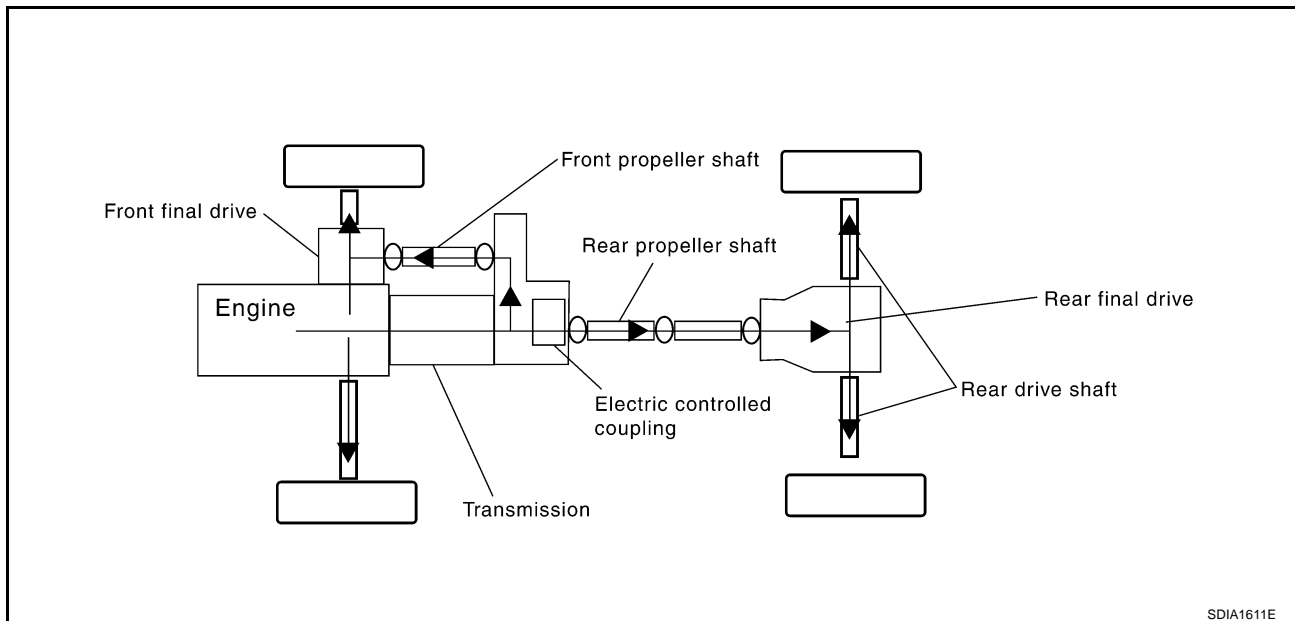 Front propeller shaft
Front final drive
Rear propeller shaft
Engine
Rear final drive
Rear drive shaft
Electric controlled
coupling
Transmission
SDIA1611E